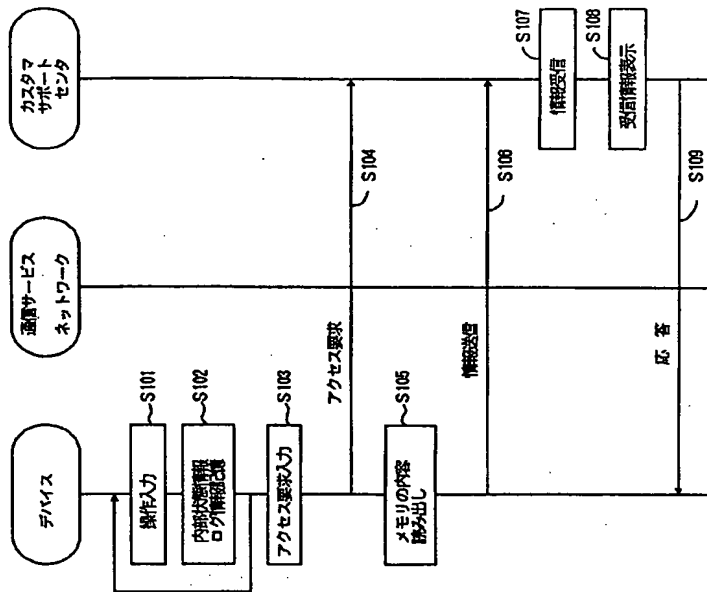 デバイス
通信サービス
ネットワーク
カスタマ
サポート
センタ
操作入力
S101
内部状態情報
ログ情報記憶
S102
アクセス要求入力
S103
アクセス要求
S104
メモリの内容
読み出し
S105
情報送信
S106
情報受信
S107
受信情報表示
S108
応 答
S109